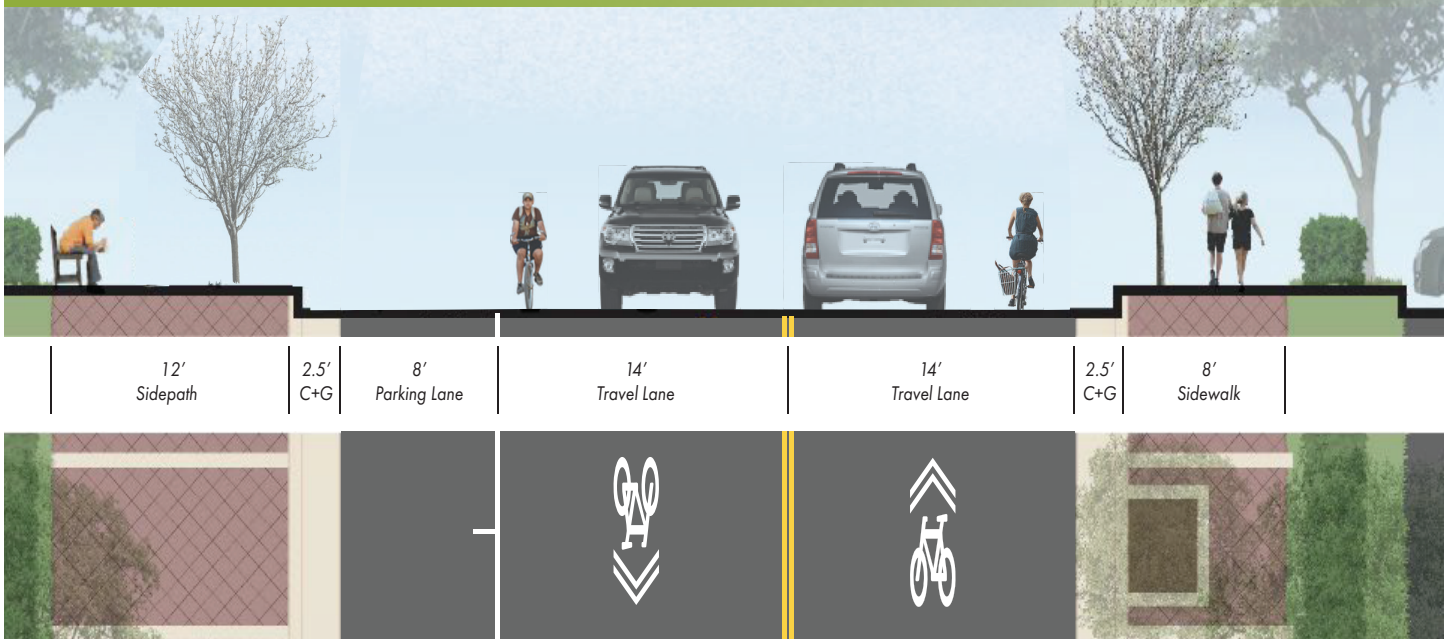 12’
Sidepath
2.5’
C+G
8’
Parking Lane
14’
Travel Lane
14’
Travel Lane
2.5’
C+G
8’
Sidewalk